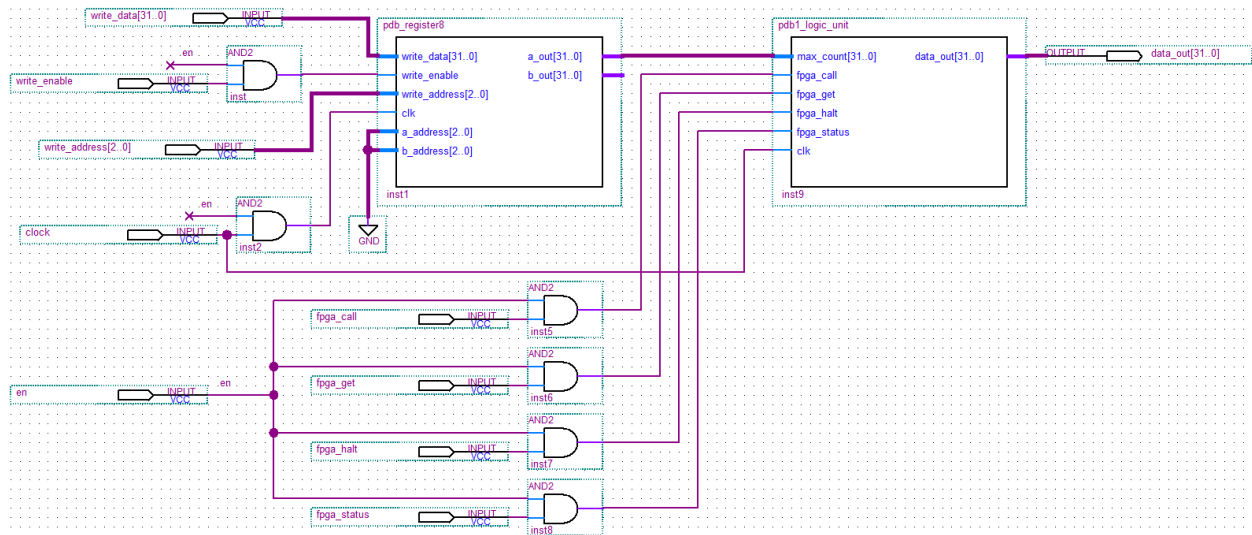 write_data[31..0]
INPUT
VCC
pdb_register8
pdb1_logic_unit
en
AND2
write_enable
INPUT
VCC
inst
write_data[31..0]
a_out[31..0]
write_enable
b_out[31..0]
write_address[2..0]
clk
a_address[2..0]
b_address[2..0]
inst1
max_count[31..0]
data_out[31..0]
fpga_call
fpga_get
fpga_halt
fpga_status
clk
inst9
OUTPUT
data_out[31..0]
write_address[2..0]
INPUT
VCC
en
AND2
clock
INPUT
VCC
inst2
GND
AND2
fpga_call
INPUT
VCC
inst5
AND2
fpga_get
INPUT
VCC
inst6
en
INPUT
VCC
en
AND2
fpga_halt
INPUT
VCC
inst7
AND2
fpga_status
INPUT
VCC
inst8